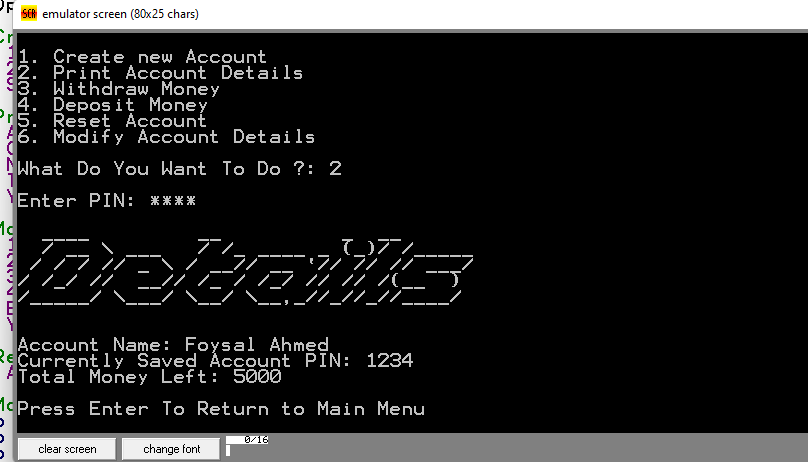 emulator screen (80x25 chars)
1. Create new Account
2. Print Account Details
3. Withdraw Money
4. Deposit Money
5. Reset Account
6. Modify Account Details
What Do You Want To Do ?: 2
Enter PIN: ****
Details
Account Name: Foysal Ahmed
Currently Saved Account PIN: 1234
Total Money Left: 5000
Press Enter To Return to Main Menu
clear screen
change font
0/16